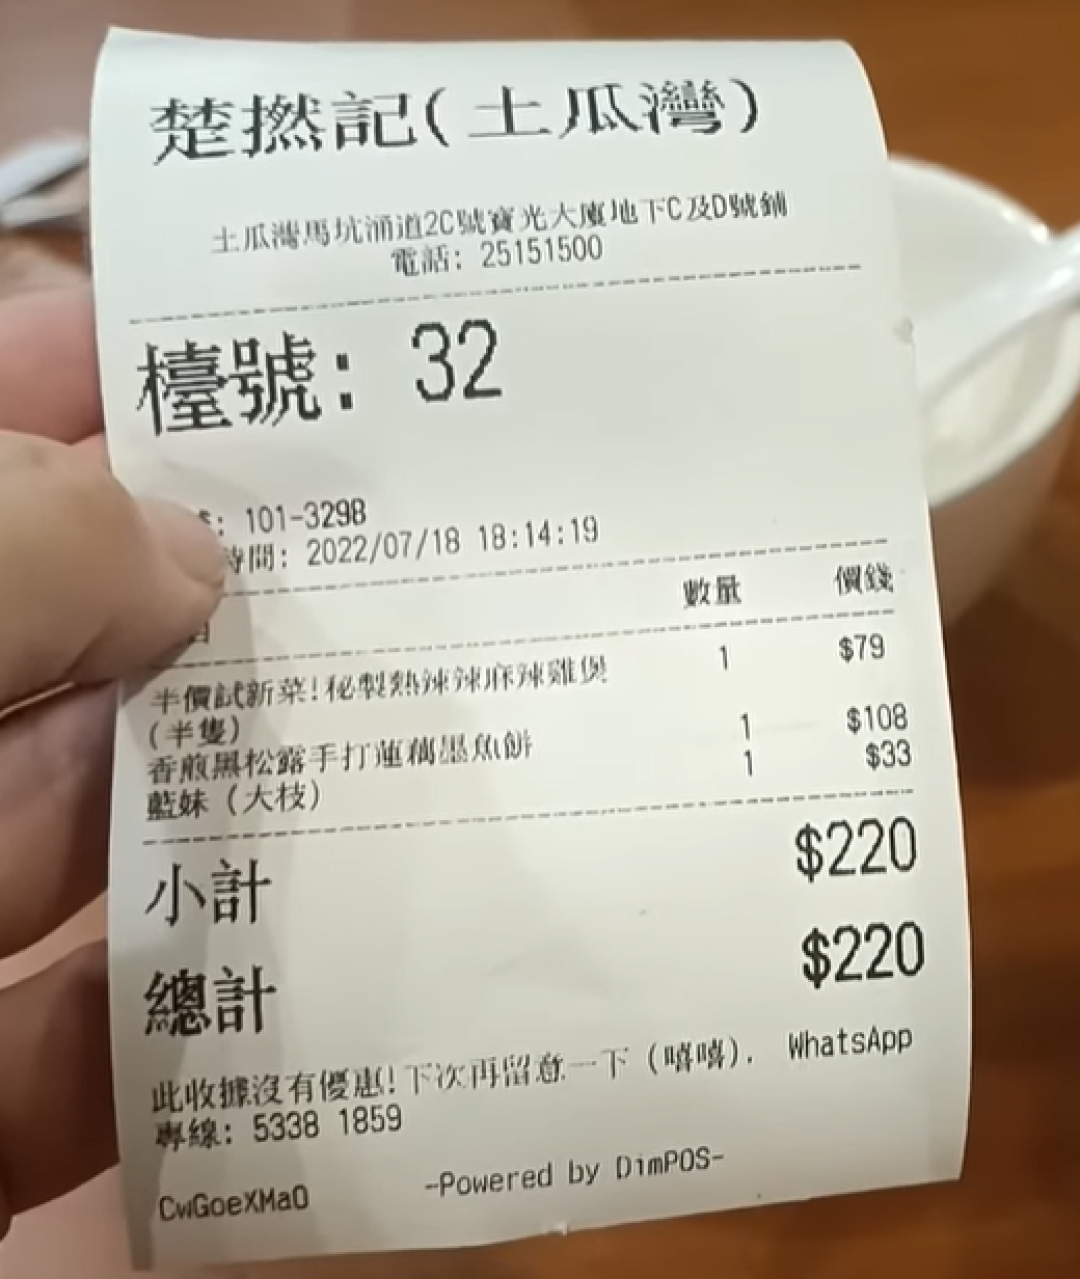 楚撚記(土瓜灣)
土瓜灣馬坑涌道2C號寶光大廈地下C及D號鋪
電話: 25151500
檯號: 32
: 101-3298
時間: 2022/07/18 18:14:19
數量 價錢
半價試新菜!秘製熱辣辣麻辣雞煲 1 $79
(半隻)
香煎黑松露手打蓮藕墨魚餅 1 $108
藍妹 (大枝) 1 $33
小計 $220
總計 $220
此收據沒有優惠!下次再留意一下 (嘻嘻). WhatsApp
專線: 5338 1859
-Powered by DimPOS-
CwGoeXMaO